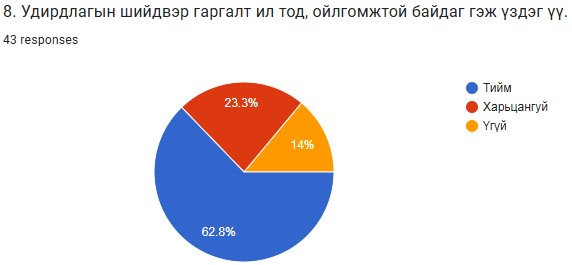 8. Удирдлагын шийдвэр гаргалт ил тод, ойлгомжтой байдаг гэж үздэг үү.
43 responses
Тийм
Харьцангуй
Үгүй
23.3%
14%
62.8%